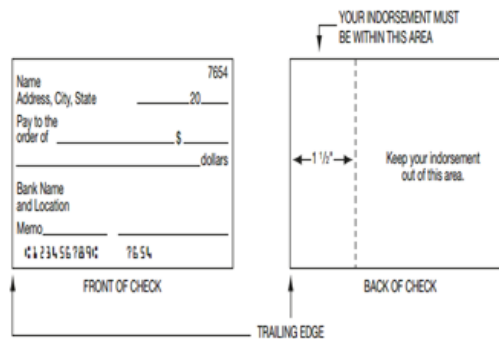 YOUR INDORSEMENT MUST
BE WITHIN THIS AREA
7654
Name
Address, City, State 20
Pay to the
order of $
dollars
Bank Name
and Location
Memo
⑆123456789⑆ 7654
FRONT OF CHECK
1 1/2"
Keep your indorsement
out of this area.
BACK OF CHECK
TRAILING EDGE